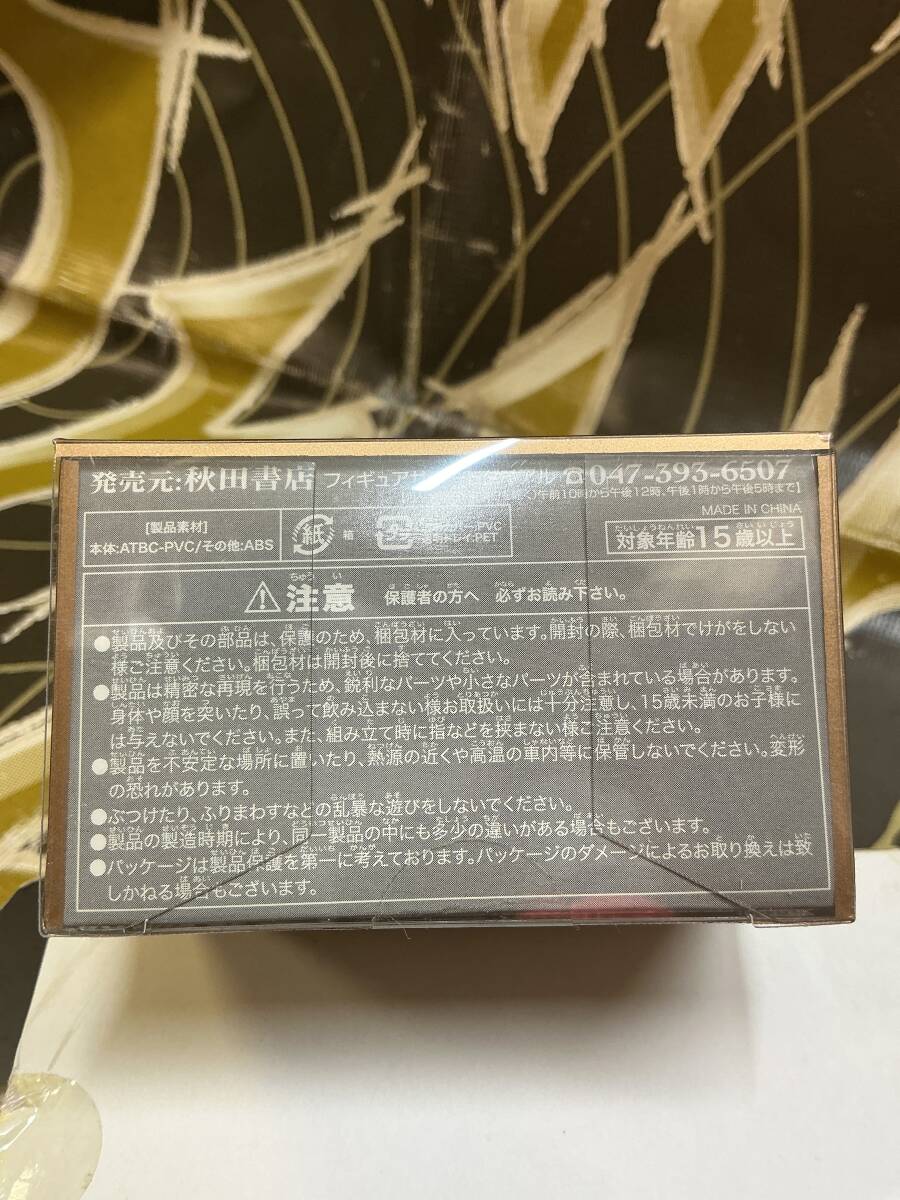 発売元:秋田書店 フィギュア ダル ☎047-393-6507
午前10時から午後12時、午後1時から午後5時まで】
MADE IN CHINA
【製品素材】
本体:ATBC-PVC/その他:ABS
紙 箱
プラ
PVC
トレイ:PET
対象年齢15歳以上
⚠注意 保護者の方へ 必ずお読み下さい。
●製品及びその部品は、保護のため、梱包材に入っています。開封の際、梱包材でけがをしない
様ご注意ください。梱包材は開封後に捨ててください。
●製品は精密な再現を行うため、鋭利なパーツや小さなパーツが含まれている場合があります。
身体や顔を突いたり、誤って飲み込まない様お取扱いには十分注意し、15歳未満のお子様に
は与えないでください。また、組み立て時に指などを挟まない様ご注意ください。
●製品を不安定な場所に置いたり、熱源の近くや高温の車内等に保管しないでください。変形
の恐れがあります。
●ぶつけたり、ふりまわすなどの乱暴な遊びをしないでください。
●製品の製造時期により、同一製品の中にも多少の違いがある場合もございます。
●パッケージは製品保護を第一に考えております。パッケージのダメージによるお取り換えは致
しかねる場合もございます。